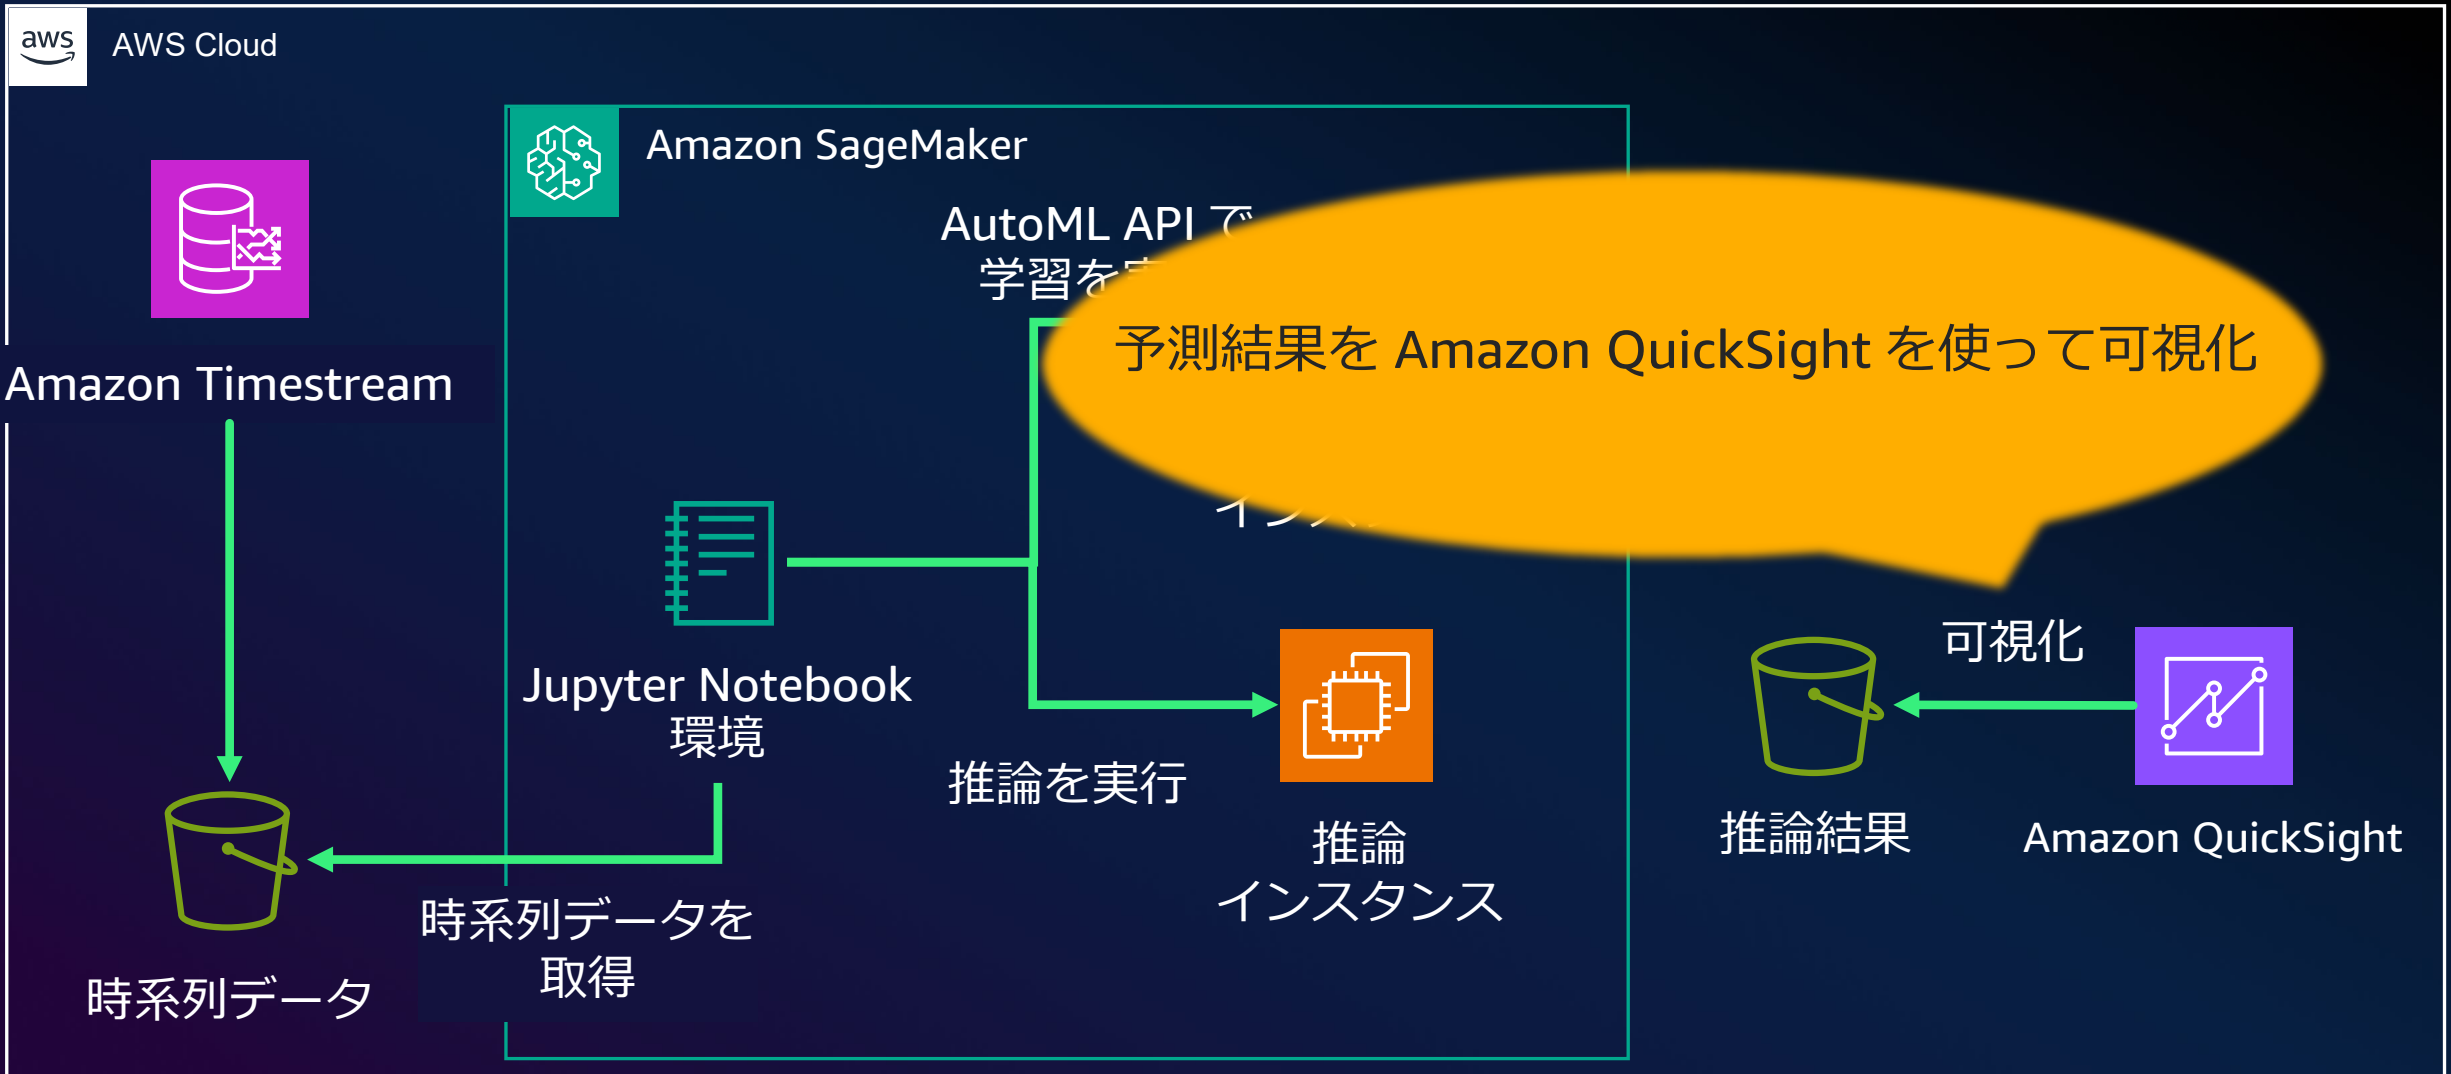 aws
AWS Cloud
Amazon SageMaker
AutoML API で
学習を
予測結果を Amazon QuickSight を使って可視化
Amazon Timestream
Jupyter Notebook
環境
可視化
推論を実行
推論
インスタンス
推論結果
Amazon QuickSight
時系列データを
取得
時系列データ